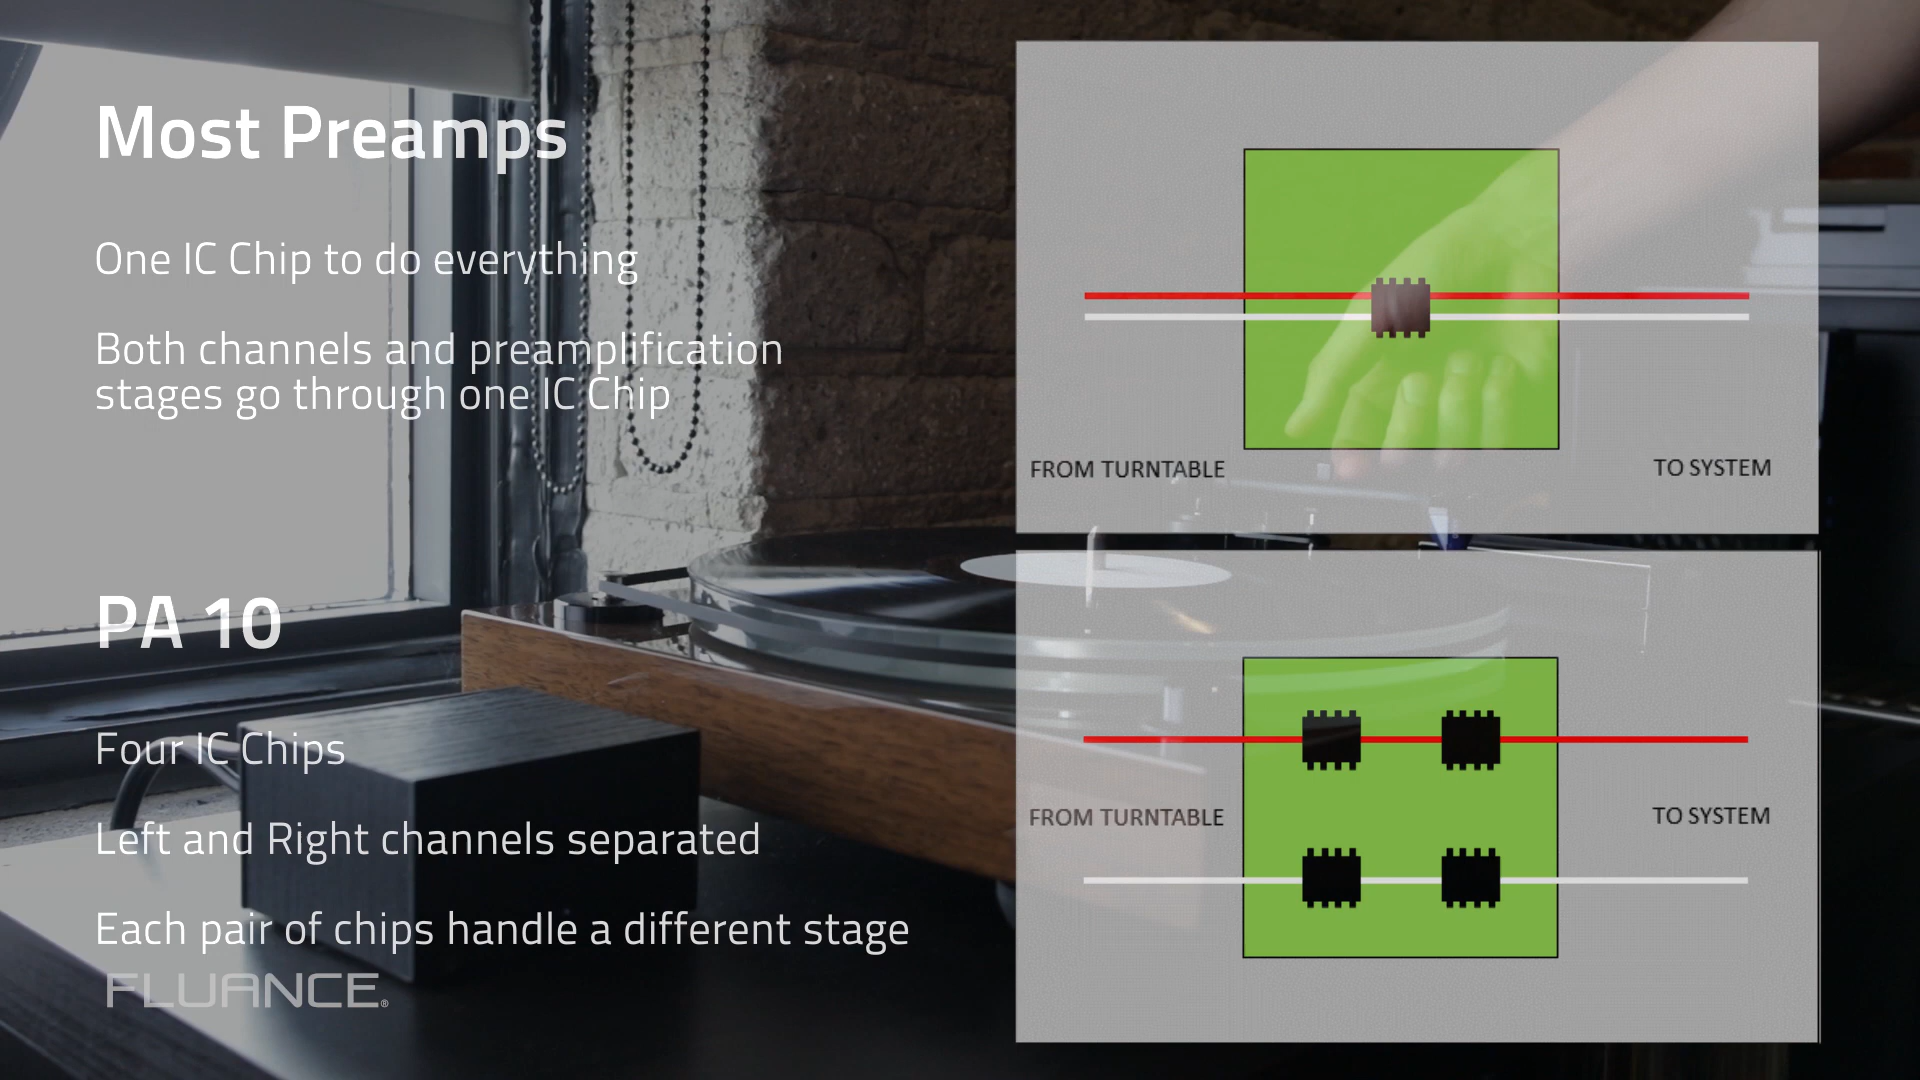 Most Preamps
One IC Chip to do everything
Both channels and preamplification
stages go through one IC Chip
FROM TURNTABLE
TO SYSTEM
PA 10
Four IC Chips
Left and Right channels separated
Each pair of chips handle a different stage
FLUANCE®
FROM TURNTABLE
TO SYSTEM